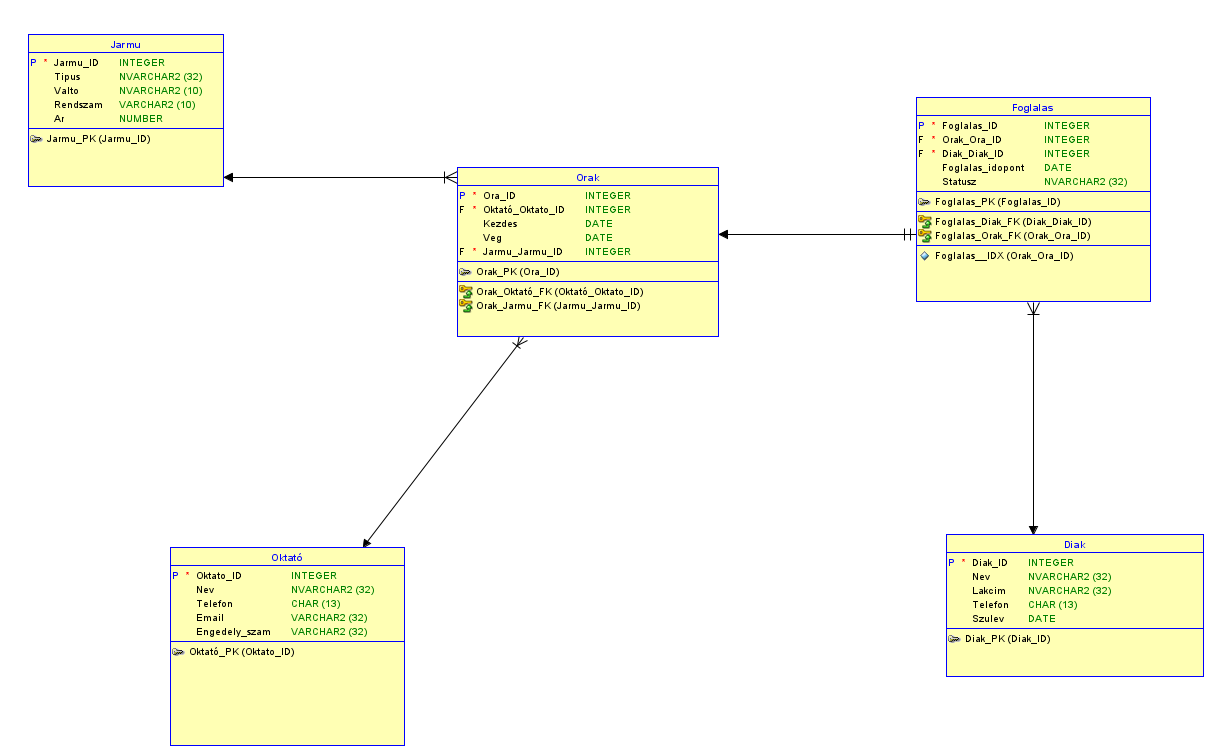 Jarmu
P * Jarmu_ID INTEGER
Tipus NVARCHAR2 (32)
Valto NVARCHAR2 (10)
Rendszam VARCHAR2 (10)
Ar NUMBER
Jarmu_PK (Jarmu_ID)
Orak
P * Ora_ID INTEGER
F * Oktató_Oktato_ID INTEGER
Kezdes DATE
Veg DATE
F * Jarmu_Jarmu_ID INTEGER
Orak_PK (Ora_ID)
Orak_Oktató_FK (Oktató_Oktato_ID)
Orak_Jarmu_FK (Jarmu_Jarmu_ID)
Foglalas
P * Foglalas_ID INTEGER
F * Orak_Ora_ID INTEGER
F * Diak_Diak_ID INTEGER
Foglalas_idopont DATE
Statusz NVARCHAR2 (32)
Foglalas_PK (Foglalas_ID)
Foglalas_Diak_FK (Diak_Diak_ID)
Foglalas_Orak_FK (Orak_Ora_ID)
Foglalas__IDX (Orak_Ora_ID)
Oktató
P * Oktato_ID INTEGER
Nev NVARCHAR2 (32)
Telefon CHAR (13)
Email VARCHAR2 (32)
Engedely_szam VARCHAR2 (32)
Oktató_PK (Oktato_ID)
Diak
P * Diak_ID INTEGER
Nev NVARCHAR2 (32)
Lakcim NVARCHAR2 (32)
Telefon CHAR (13)
Szulev DATE
Diak_PK (Diak_ID)